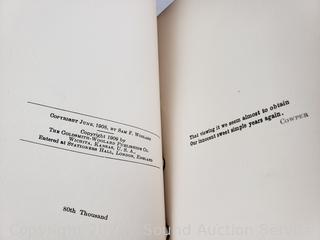 Copyright June, 1908, by Sam F. Woolard
Copyright 1909 by
The Goldsmith-Woolard Publishing Co.
Wichita, Kansas, U. S. A.,
Entered at Stationers Hall, London, England
80th Thousand
That viewing it we seem almost to obtain
Our innocent sweet simple years again.
Cowper